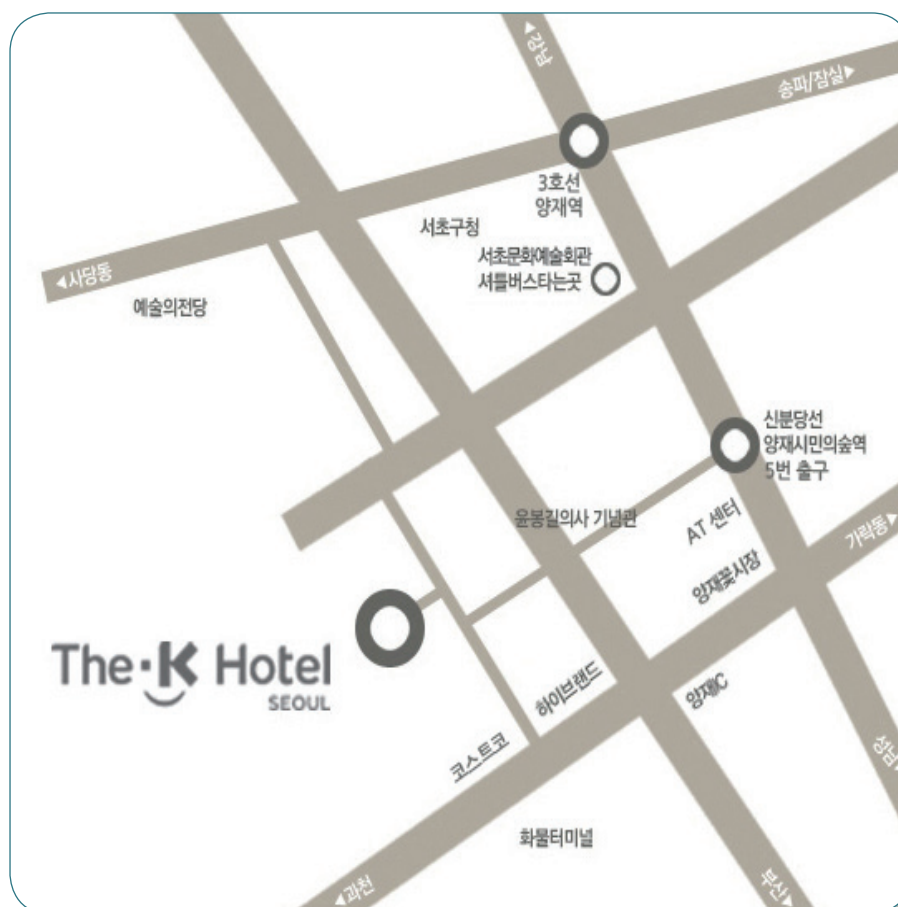 ◀강남
송파/잠실▶
3호선
양재역
서초구청
서초문화예술회관
셔틀버스타는곳
◀사당동
예술의전당
신분당선
양재시민의숲역
5번 출구
윤봉길의사 기념관
AT 센터
가락동▶
양재꽃시장
The·K Hotel
SEOUL
하이브랜드
양재IC
코스트코
성남▶
화물터미널
◀과천
부산▶